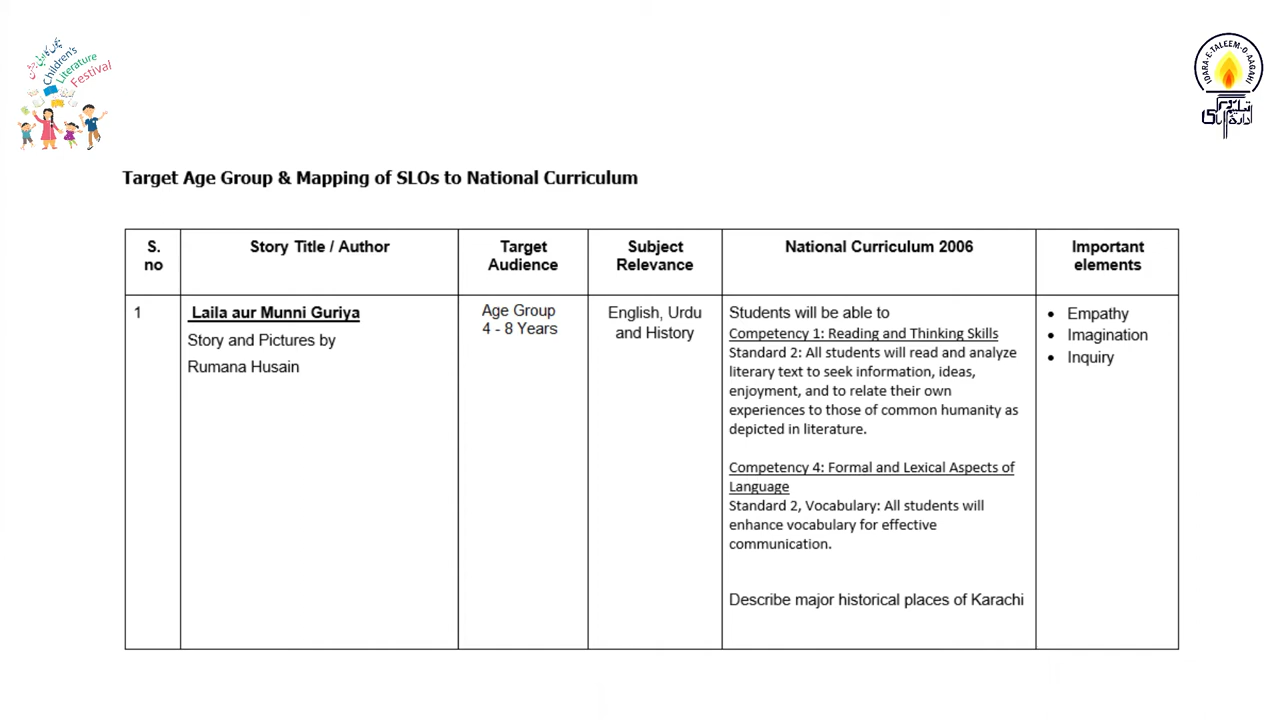 بچوں کا ادبی جشن
Children's
Literature
Festival
IDARA-E-TALEEM-O-AAGAHI
Target Age Group & Mapping of SLOs to National Curriculum
S.
no
Story Title / Author
Target
Audience
Subject
Relevance
National Curriculum 2006
Important
elements
1
Laila aur Munni Guriya
Story and Pictures by
Rumana Husain
Age Group
4 - 8 Years
English, Urdu
and History
Students will be able to
Competency 1: Reading and Thinking Skills
Standard 2: All students will read and analyze
literary text to seek information, ideas,
enjoyment, and to relate their own
experiences to those of common humanity as
depicted in literature.
Competency 4: Formal and Lexical Aspects of
Language
Standard 2, Vocabulary: All students will
enhance vocabulary for effective
communication.
Describe major historical places of Karachi
• Empathy
• Imagination
• Inquiry